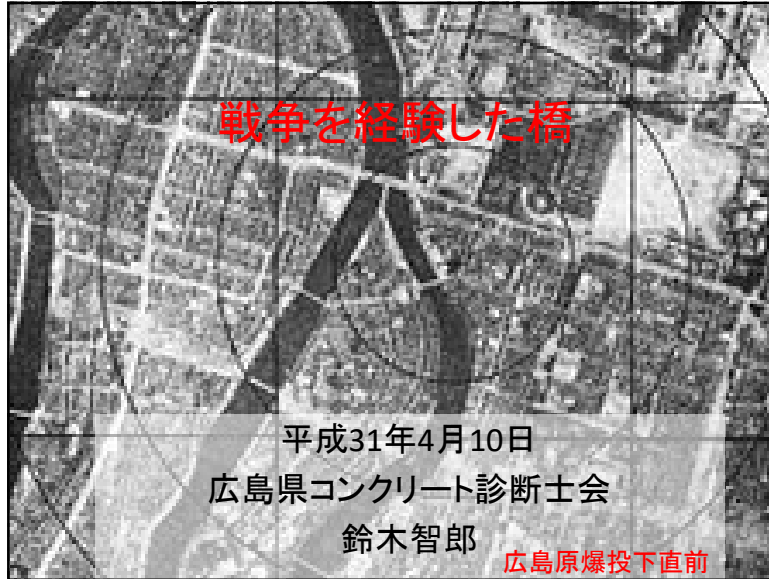 戦争を経験した橋
平成31年4月10日
広島県コンクリート診断士会
鈴木智郎
広島原爆投下直前